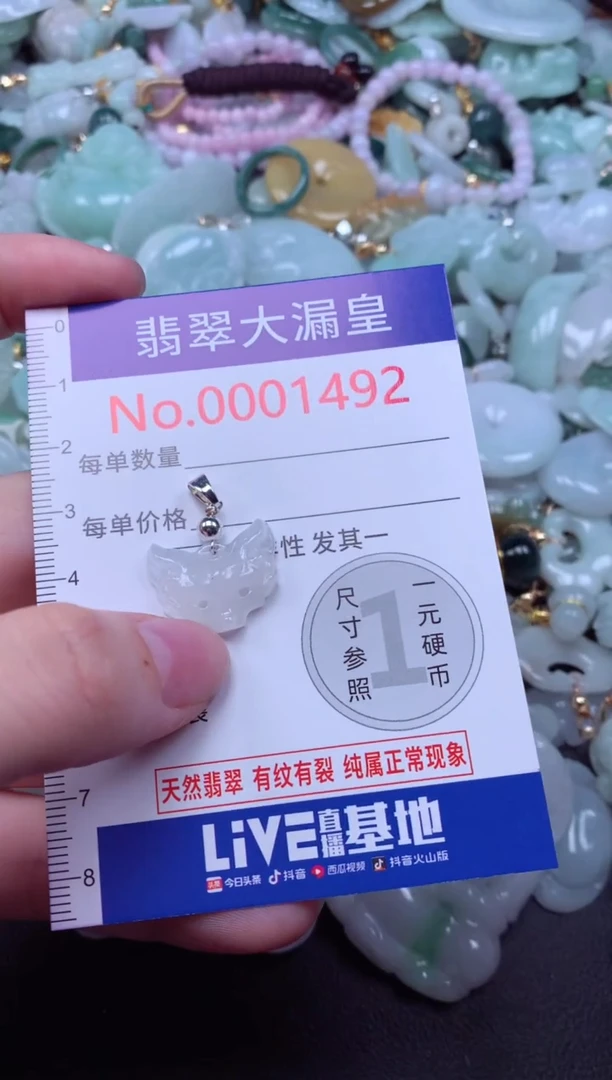 翡翠大漏皇
No.0001492
每单数量
每单价格
性 发其一
尺寸参照
1
一元硬币
天然翡翠 有纹有裂 纯属正常现象
LiVE直播基地
头条 今日头条 抖音 西瓜视频 抖音火山版
0
1
2
3
4
7
8